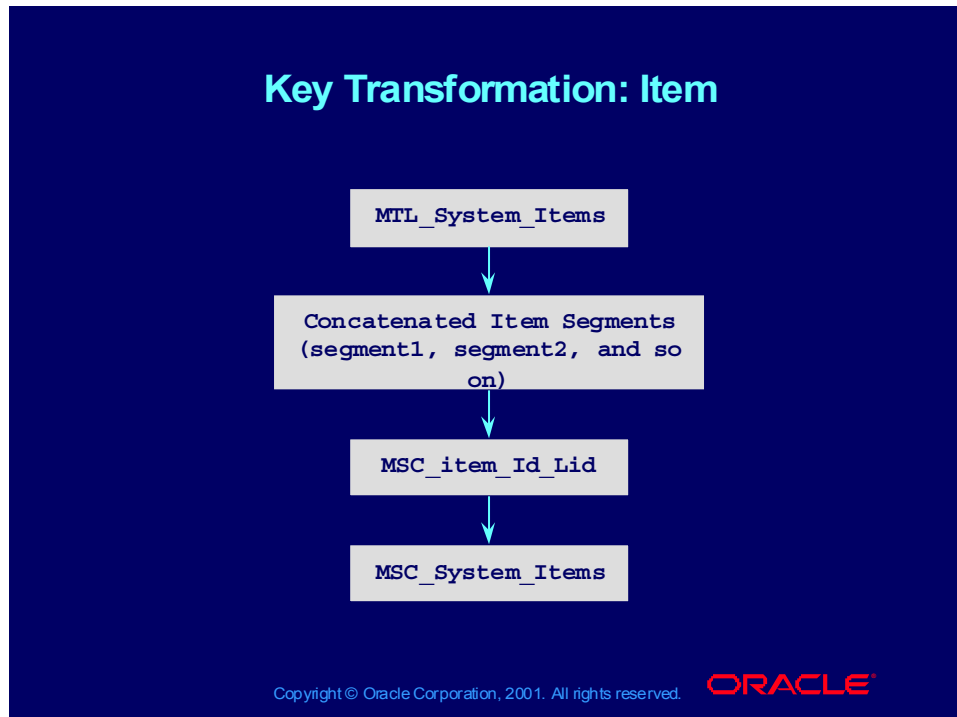 Key Transformation: Item
MTL_System_Items
Concatenated Item Segments
(segment1, segment2, and so
on)
MSC_item_Id_Lid
MSC_System_Items
Copyright © Oracle Corporation, 2001. All rights reserved.
ORACLE®